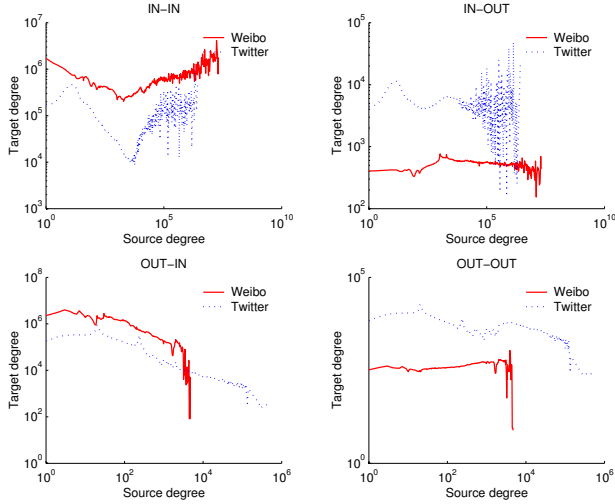 IN-IN
Target degree
10^7
10^6
10^5
10^4
10^3
10^0
10^5
10^10
Source degree
Weibo
Twitter
IN-OUT
Target degree
10^5
10^4
10^3
10^2
10^0
10^5
10^10
Source degree
Weibo
Twitter
OUT-IN
Target degree
10^8
10^6
10^4
10^2
10^0
10^0
10^2
10^4
10^6
Source degree
Weibo
Twitter
OUT-OUT
Target degree
10^5
10^0
10^0
10^2
10^4
10^6
Source degree
Weibo
Twitter